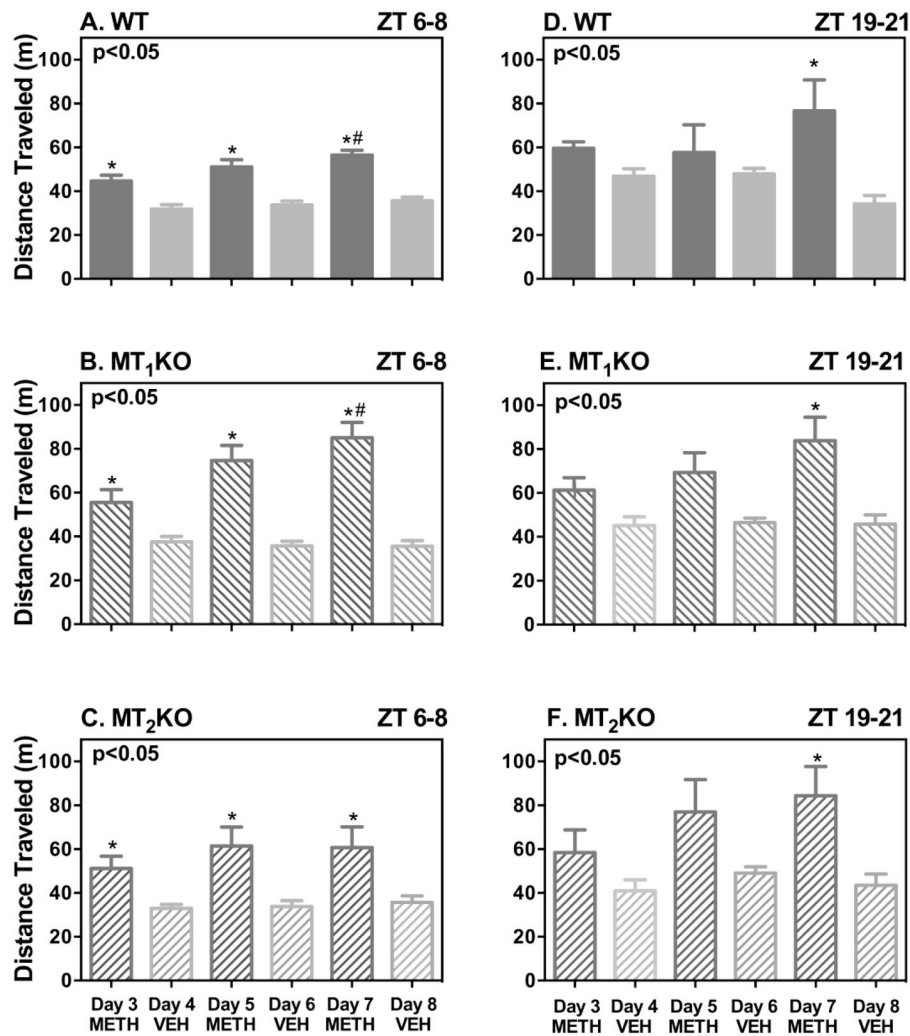 A. WT ZT 6-8
p<0.05
Distance Traveled (m)
100
80
60
40
20
0
*
*
*#
D. WT ZT 19-21
p<0.05
100
80
60
40
20
0
*
B. MT₁KO ZT 6-8
p<0.05
Distance Traveled (m)
100
80
60
40
20
0
*
*
*#
E. MT₁KO ZT 19-21
p<0.05
100
80
60
40
20
0
*
C. MT₂KO ZT 6-8
p<0.05
Distance Traveled (m)
100
80
60
40
20
0
*
*
*
Day 3 Day 4 Day 5 Day 6 Day 7 Day 8
METH VEH METH VEH METH VEH
F. MT₂KO ZT 19-21
p<0.05
100
80
60
40
20
0
*
Day 3 Day 4 Day 5 Day 6 Day 7 Day 8
METH VEH METH VEH METH VEH